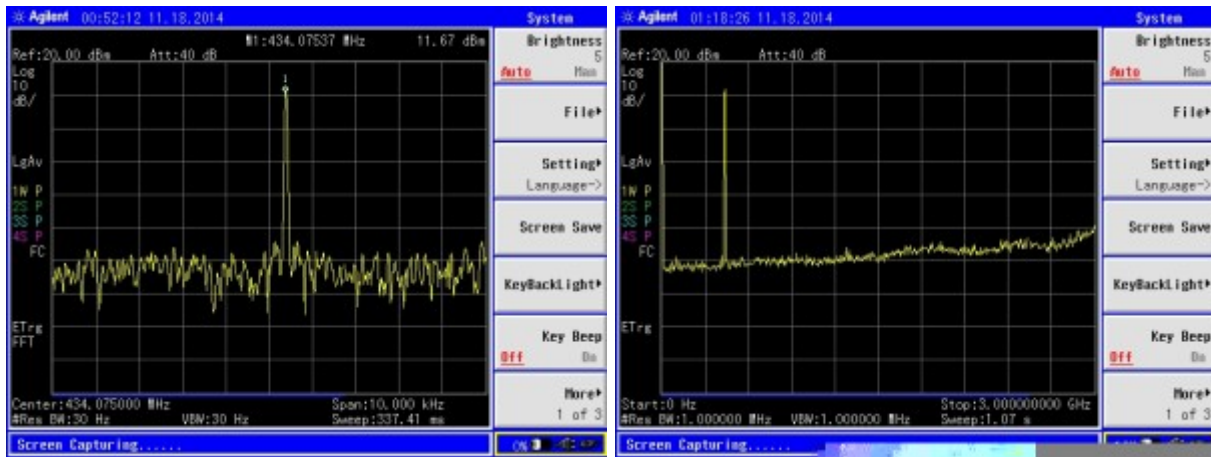 Agilent 00:52:12 11.18.2014 System
M1:434.07537 MHz 11.67 dBm
Ref:20.00 dBm Att:40 dB
Log
10
dB/
1
LgAv
1W P
2S P
3S P
4S P
FC
ETrg
FFT
Center:434.075000 MHz Span:10.000 kHz
#Res BW:30 Hz VBW:30 Hz Sweep:337.41 ms
Screen Capturing......
0%
Brightness
5
Auto Man
File
Setting
Language->
Screen Save
KeyBackLight
Key Beep
Off On
More
1 of 3
Agilent 01:18:26 11.18.2014 System
Ref:20.00 dBm Att:40 dB
Log
10
dB/
LgAv
1W P
2S P
3S P
4S P
FC
ETrg
Start:0 Hz Stop:3.000000000 GHz
#Res BW:1.000000 MHz VBW:1.000000 MHz Sweep:1.07 s
Screen Capturing......
Brightness
5
Auto Man
File
Setting
Language->
Screen Save
KeyBackLight
Key Beep
Off On
More
1 of 3